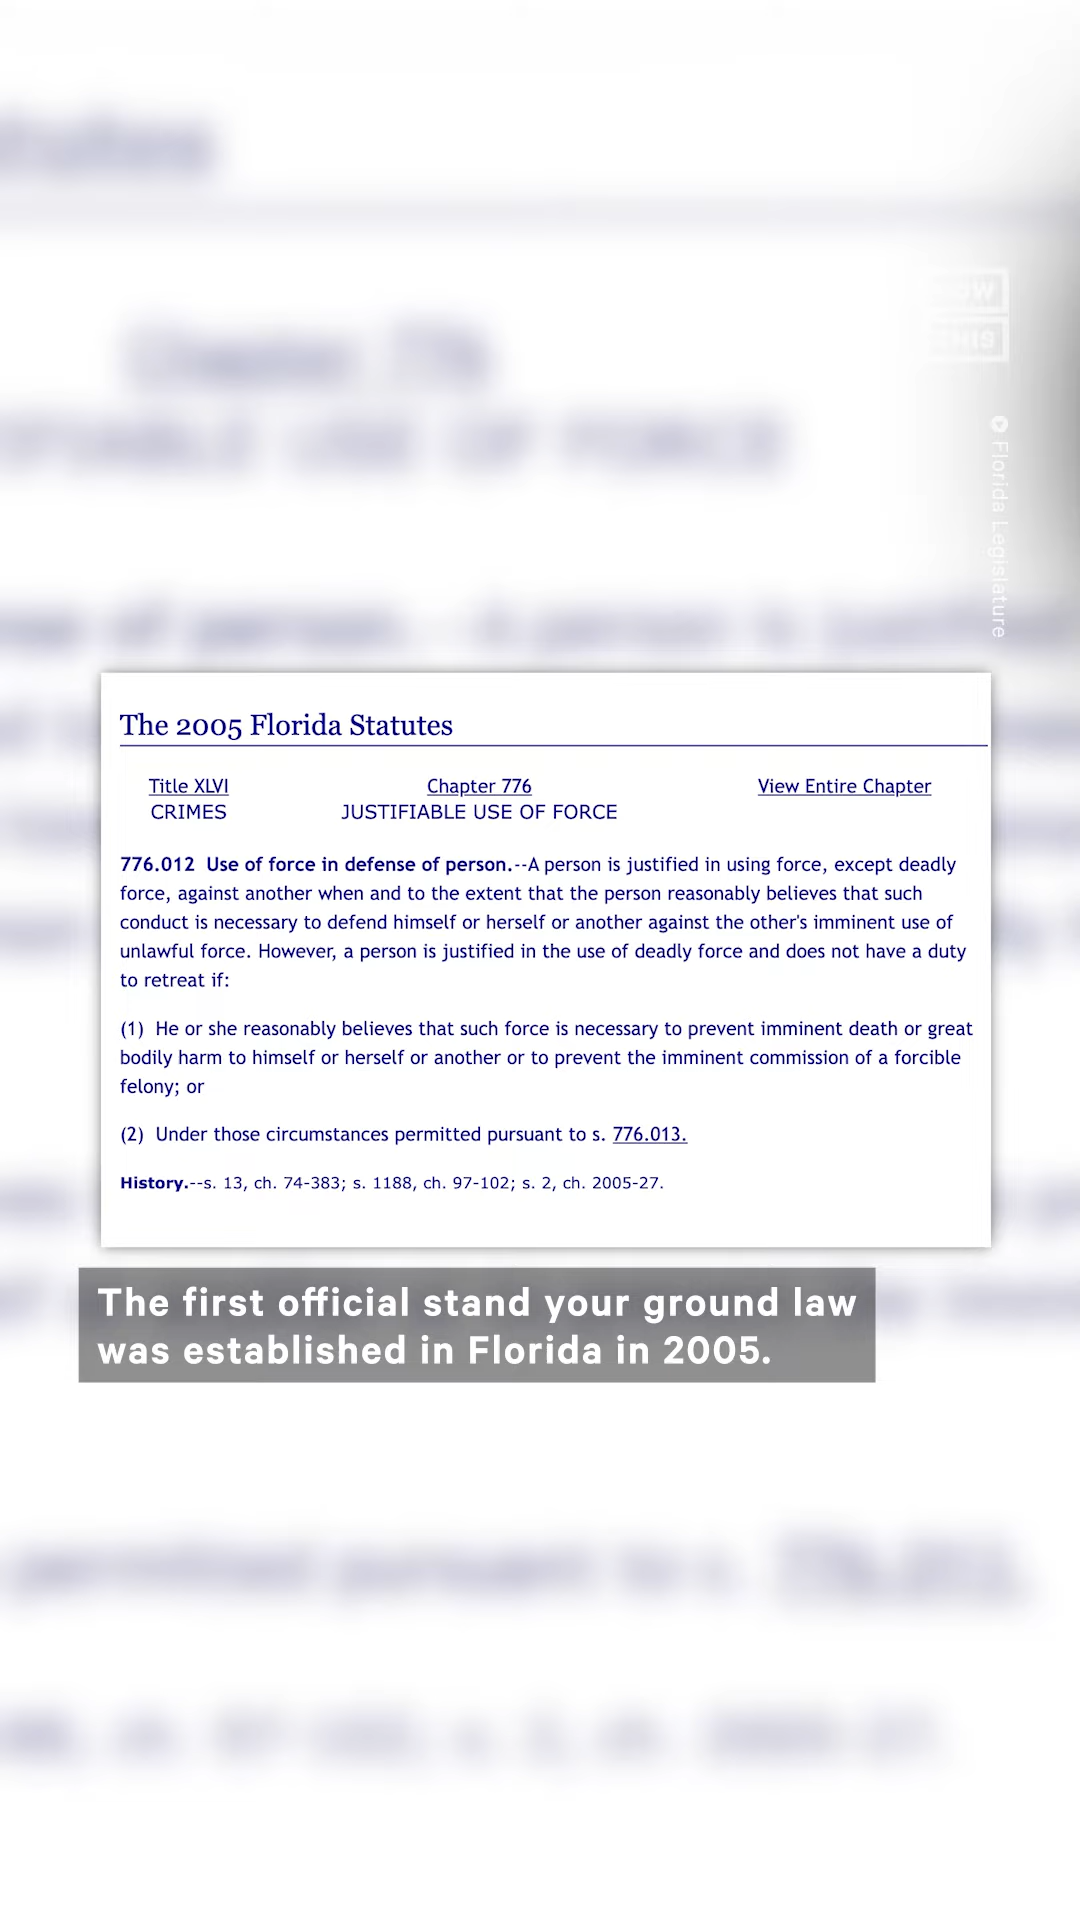 NOW
THIS
© Florida Legislature
The 2005 Florida Statutes
Title XLVI Chapter 776 View Entire Chapter
CRIMES JUSTIFIABLE USE OF FORCE
776.012 Use of force in defense of person.--A person is justified in using force, except deadly
force, against another when and to the extent that the person reasonably believes that such
conduct is necessary to defend himself or herself or another against the other's imminent use of
unlawful force. However, a person is justified in the use of deadly force and does not have a duty
to retreat if:
(1) He or she reasonably believes that such force is necessary to prevent imminent death or great
bodily harm to himself or herself or another or to prevent the imminent commission of a forcible
felony; or
(2) Under those circumstances permitted pursuant to s. 776.013.
History.--s. 13, ch. 74-383; s. 1188, ch. 97-102; s. 2, ch. 2005-27.
The first official stand your ground law
was established in Florida in 2005.